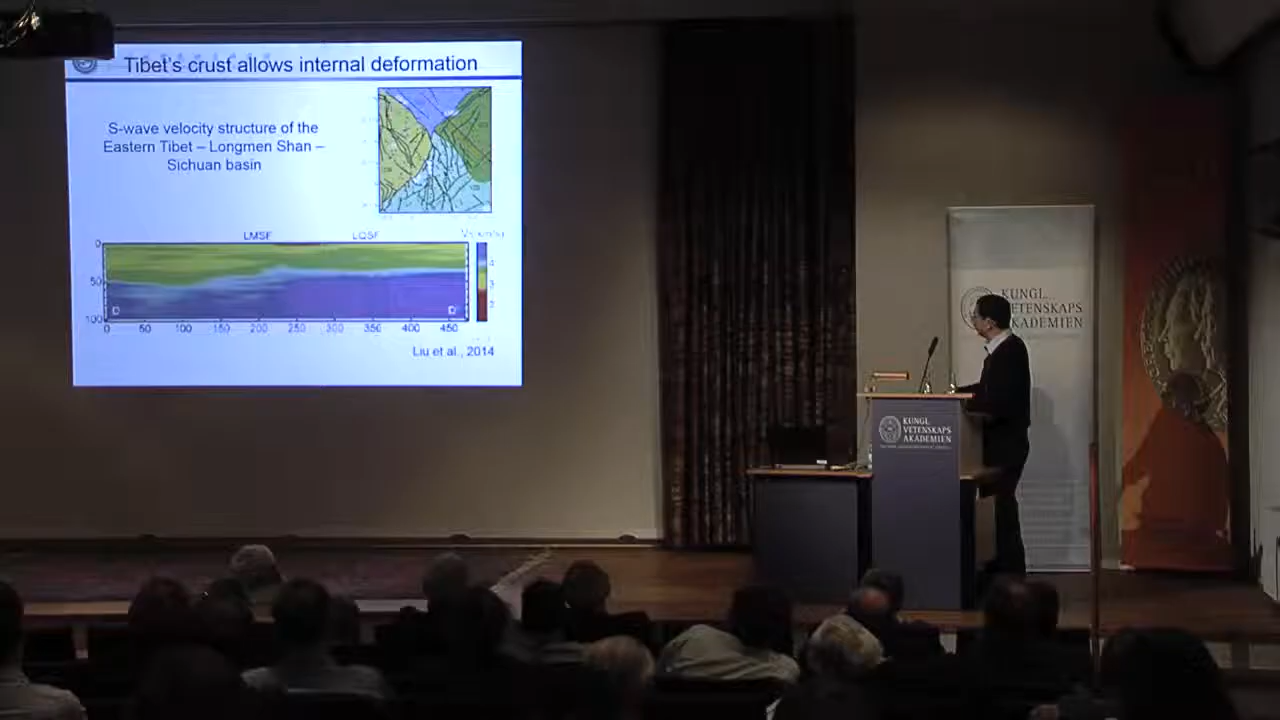 Tibet's crust allows internal deformation
S-wave velocity structure of the
Eastern Tibet – Longmen Shan –
Sichuan basin
LMSF
LQSF
0
50
100
4
3
2
D
D'
0 50 100 150 200 250 300 350 400 450
Liu et al., 2014
KUNGL.
VETENSKAPS
AKADEMIEN
KUNGL.
VETENSKAPS
AKADEMIEN